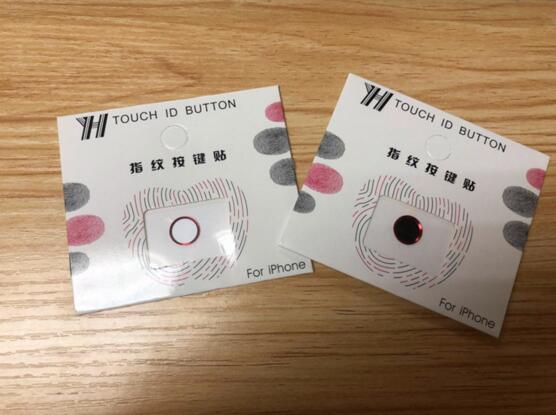 YH TOUCH ID BUTTON
指纹按键贴
For iPhone
YH TOUCH ID BUTTON
指纹按键贴
For iPhone